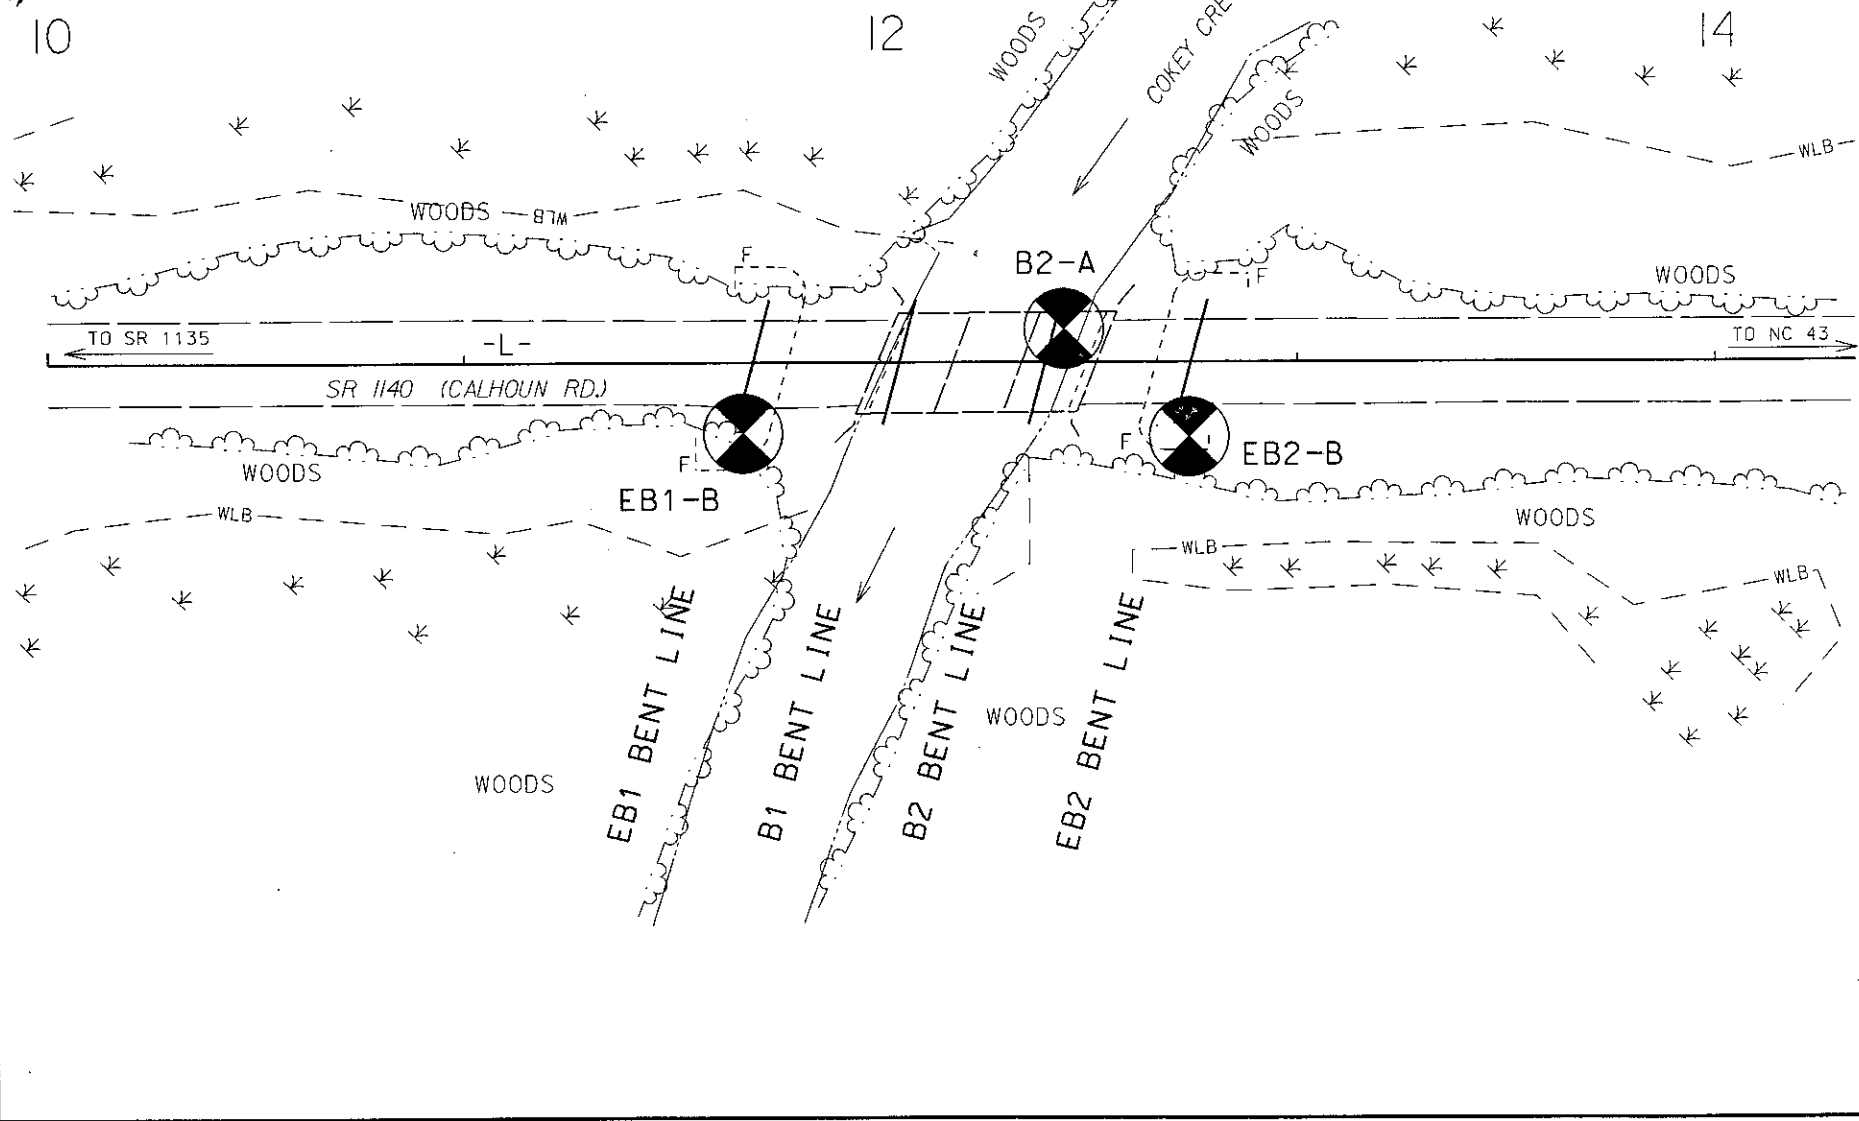 10
12
14
WOODS
COKEY CRE
WOODS
WLB
WOODS
WLB
F
B2-A
F
WOODS
TO SR 1135
-L-
TO NC 43
SR 1140 (CALHOUN RD.)
F
F
EB2-B
WOODS
EB1-B
WLB
WOODS
WLB
WLB
EB1 BENT LINE
B1 BENT LINE
B2 BENT LINE
EB2 BENT LINE
WOODS
WOODS